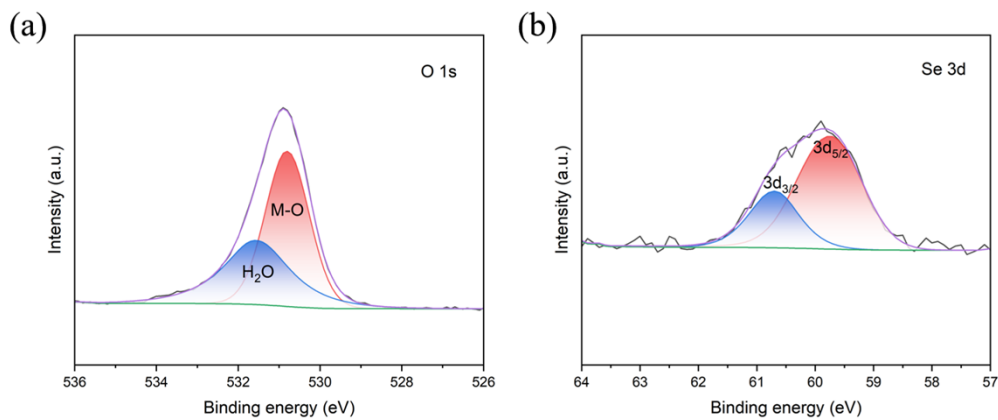 (a)
O 1s
M-O
H₂O
Intensity (a.u.)
536 534 532 530 528 526
Binding energy (eV)
(b)
Se 3d
3d₅/₂
3d₃/₂
Intensity (a.u.)
64 63 62 61 60 59 58 57
Binding energy (eV)